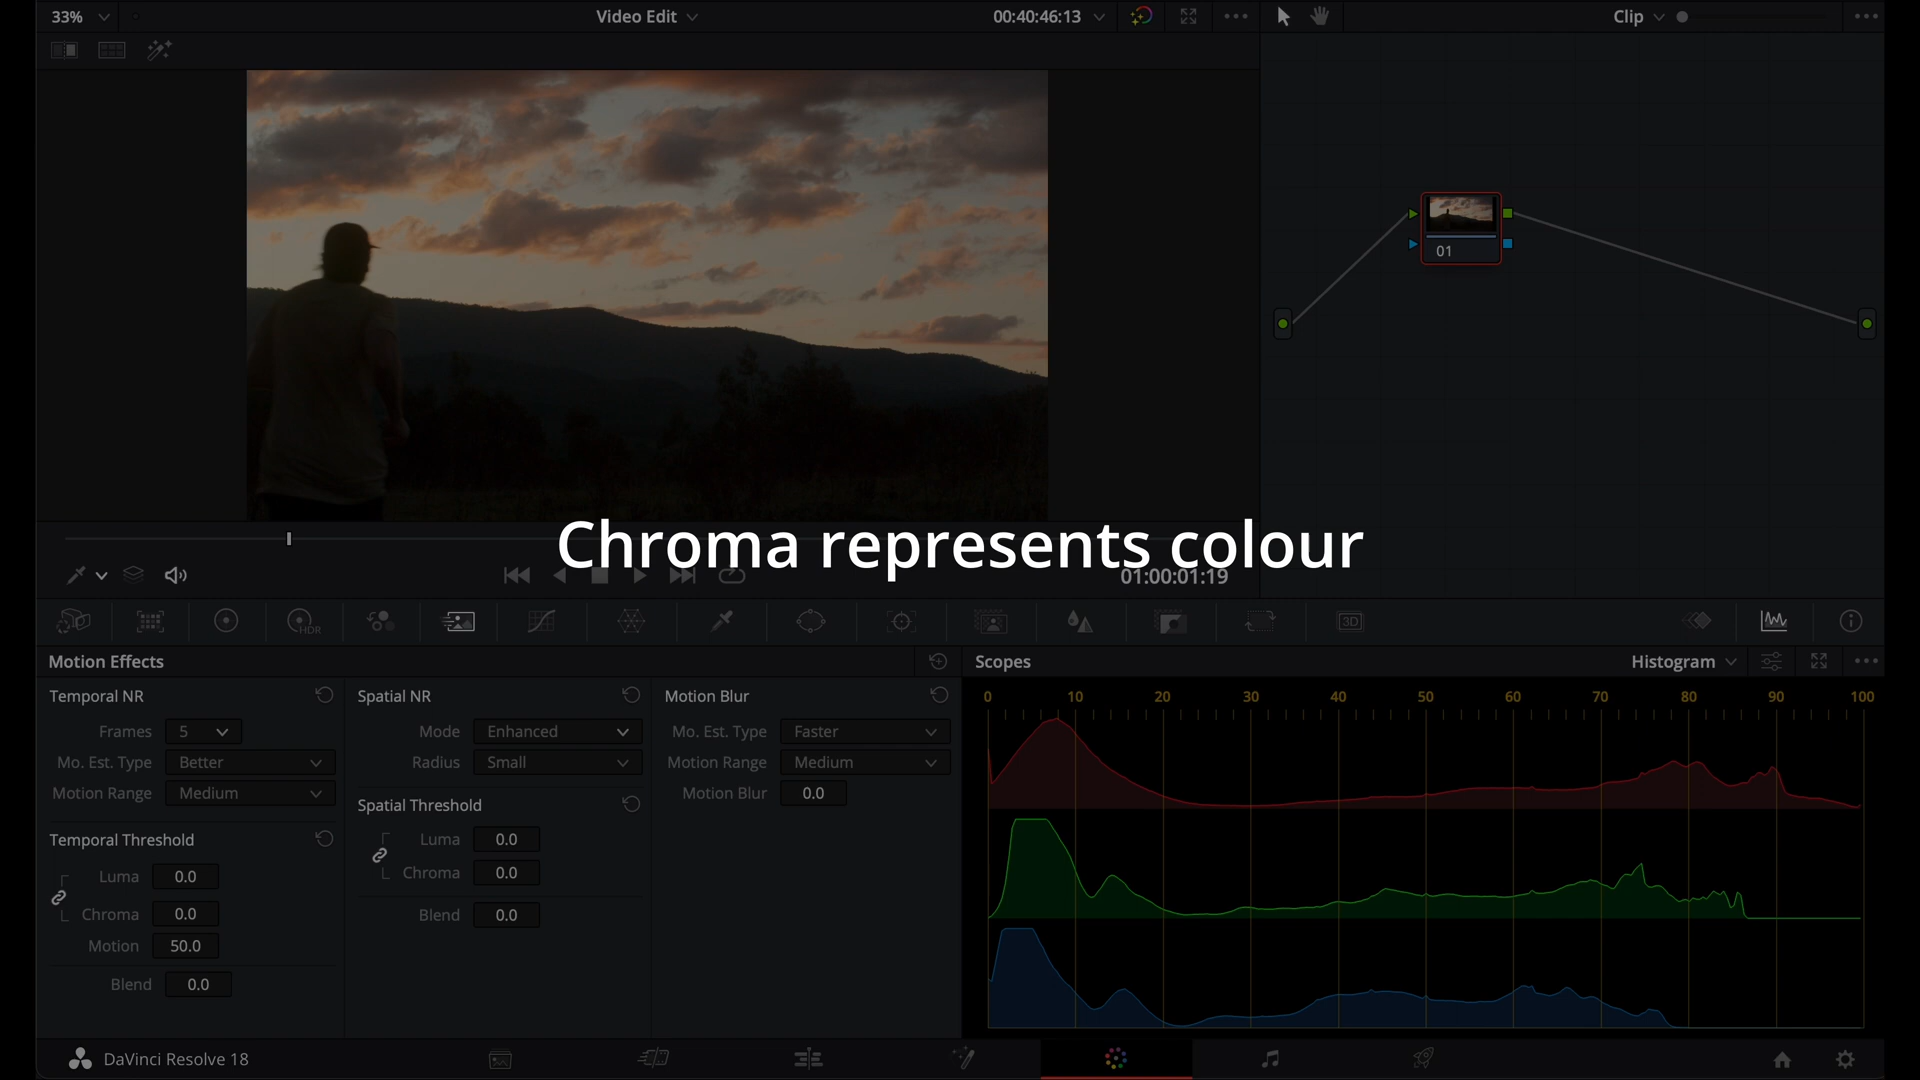 33%
Video Edit
00:40:46:13
Clip
01
Chroma represents colour
01:00:01:19
HDR
3D
Motion Effects
Scopes
Histogram
Temporal NR
Frames 5
Mo. Est. Type Better
Motion Range Medium
Temporal Threshold
Luma 0.0
Chroma 0.0
Motion 50.0
Blend 0.0
Spatial NR
Mode Enhanced
Radius Small
Spatial Threshold
Luma 0.0
Chroma 0.0
Blend 0.0
Motion Blur
Mo. Est. Type Faster
Motion Range Medium
Motion Blur 0.0
0 10 20 30 40 50 60 70 80 90 100
DaVinci Resolve 18